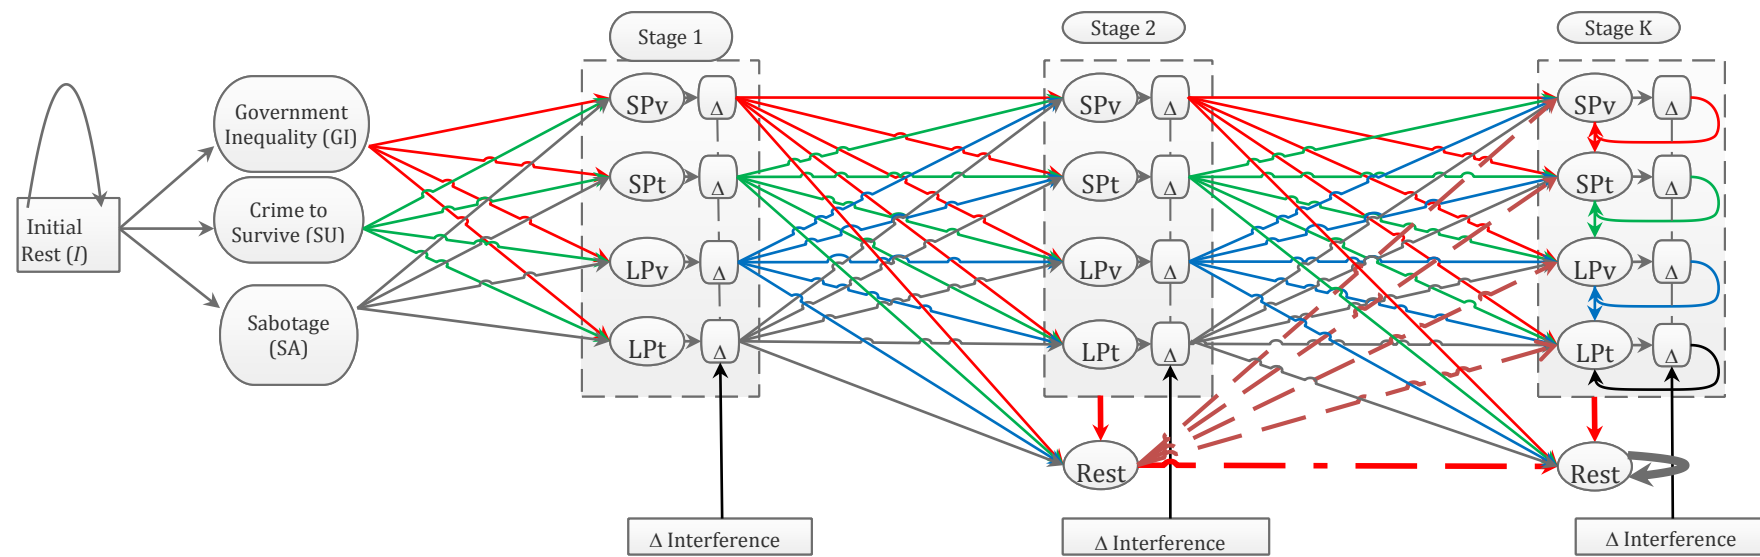 Stage 1
Stage 2
Stage K
Initial
Rest (I)
Government
Inequality (GI)
Crime to
Survive (SU)
Sabotage
(SA)
SPv
Δ
SPt
Δ
LPv
Δ
LPt
Δ
SPv
Δ
SPt
Δ
LPv
Δ
LPt
Δ
Rest
SPv
Δ
SPt
Δ
LPv
Δ
LPt
Δ
Rest
Δ Interference
Δ Interference
Δ Interference